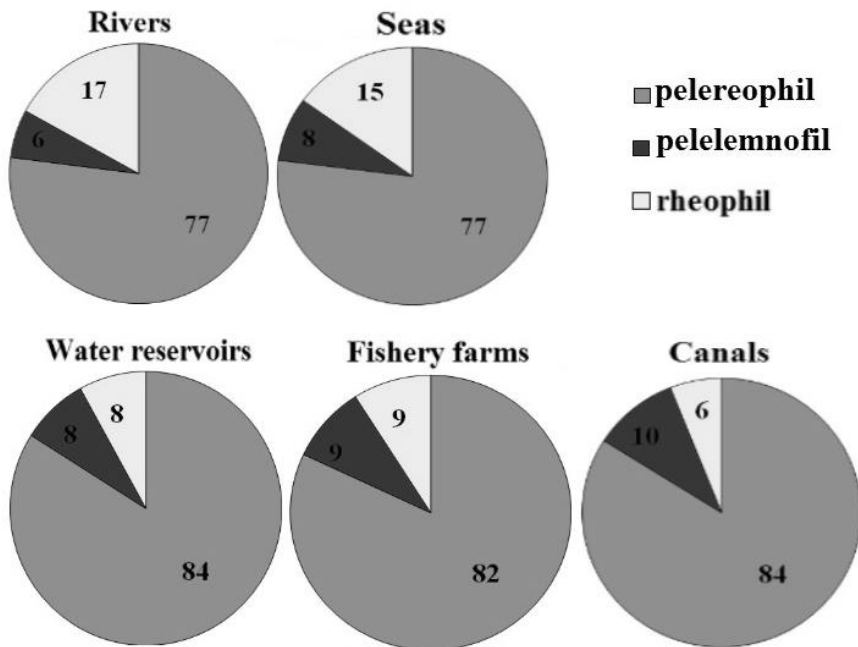 Rivers
17
6
77
Seas
15
8
77
pelereophil
pelelemnofil
rheophil
Water reservoirs
8
8
84
Fishery farms
9
9
82
Canals
6
10
84